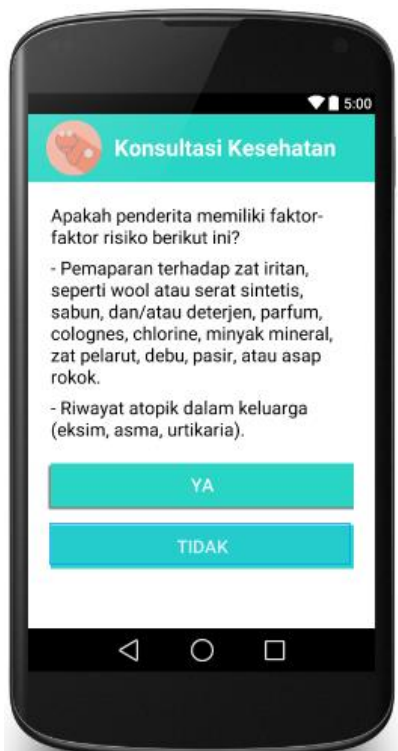 5:00
Konsultasi Kesehatan
Apakah penderita memiliki faktor-
faktor risiko berikut ini?
- Pemaparan terhadap zat iritan,
seperti wool atau serat sintetis,
sabun, dan/atau deterjen, parfum,
colognes, chlorine, minyak mineral,
zat pelarut, debu, pasir, atau asap
rokok.
- Riwayat atopik dalam keluarga
(eksim, asma, urtikaria).
YA
TIDAK